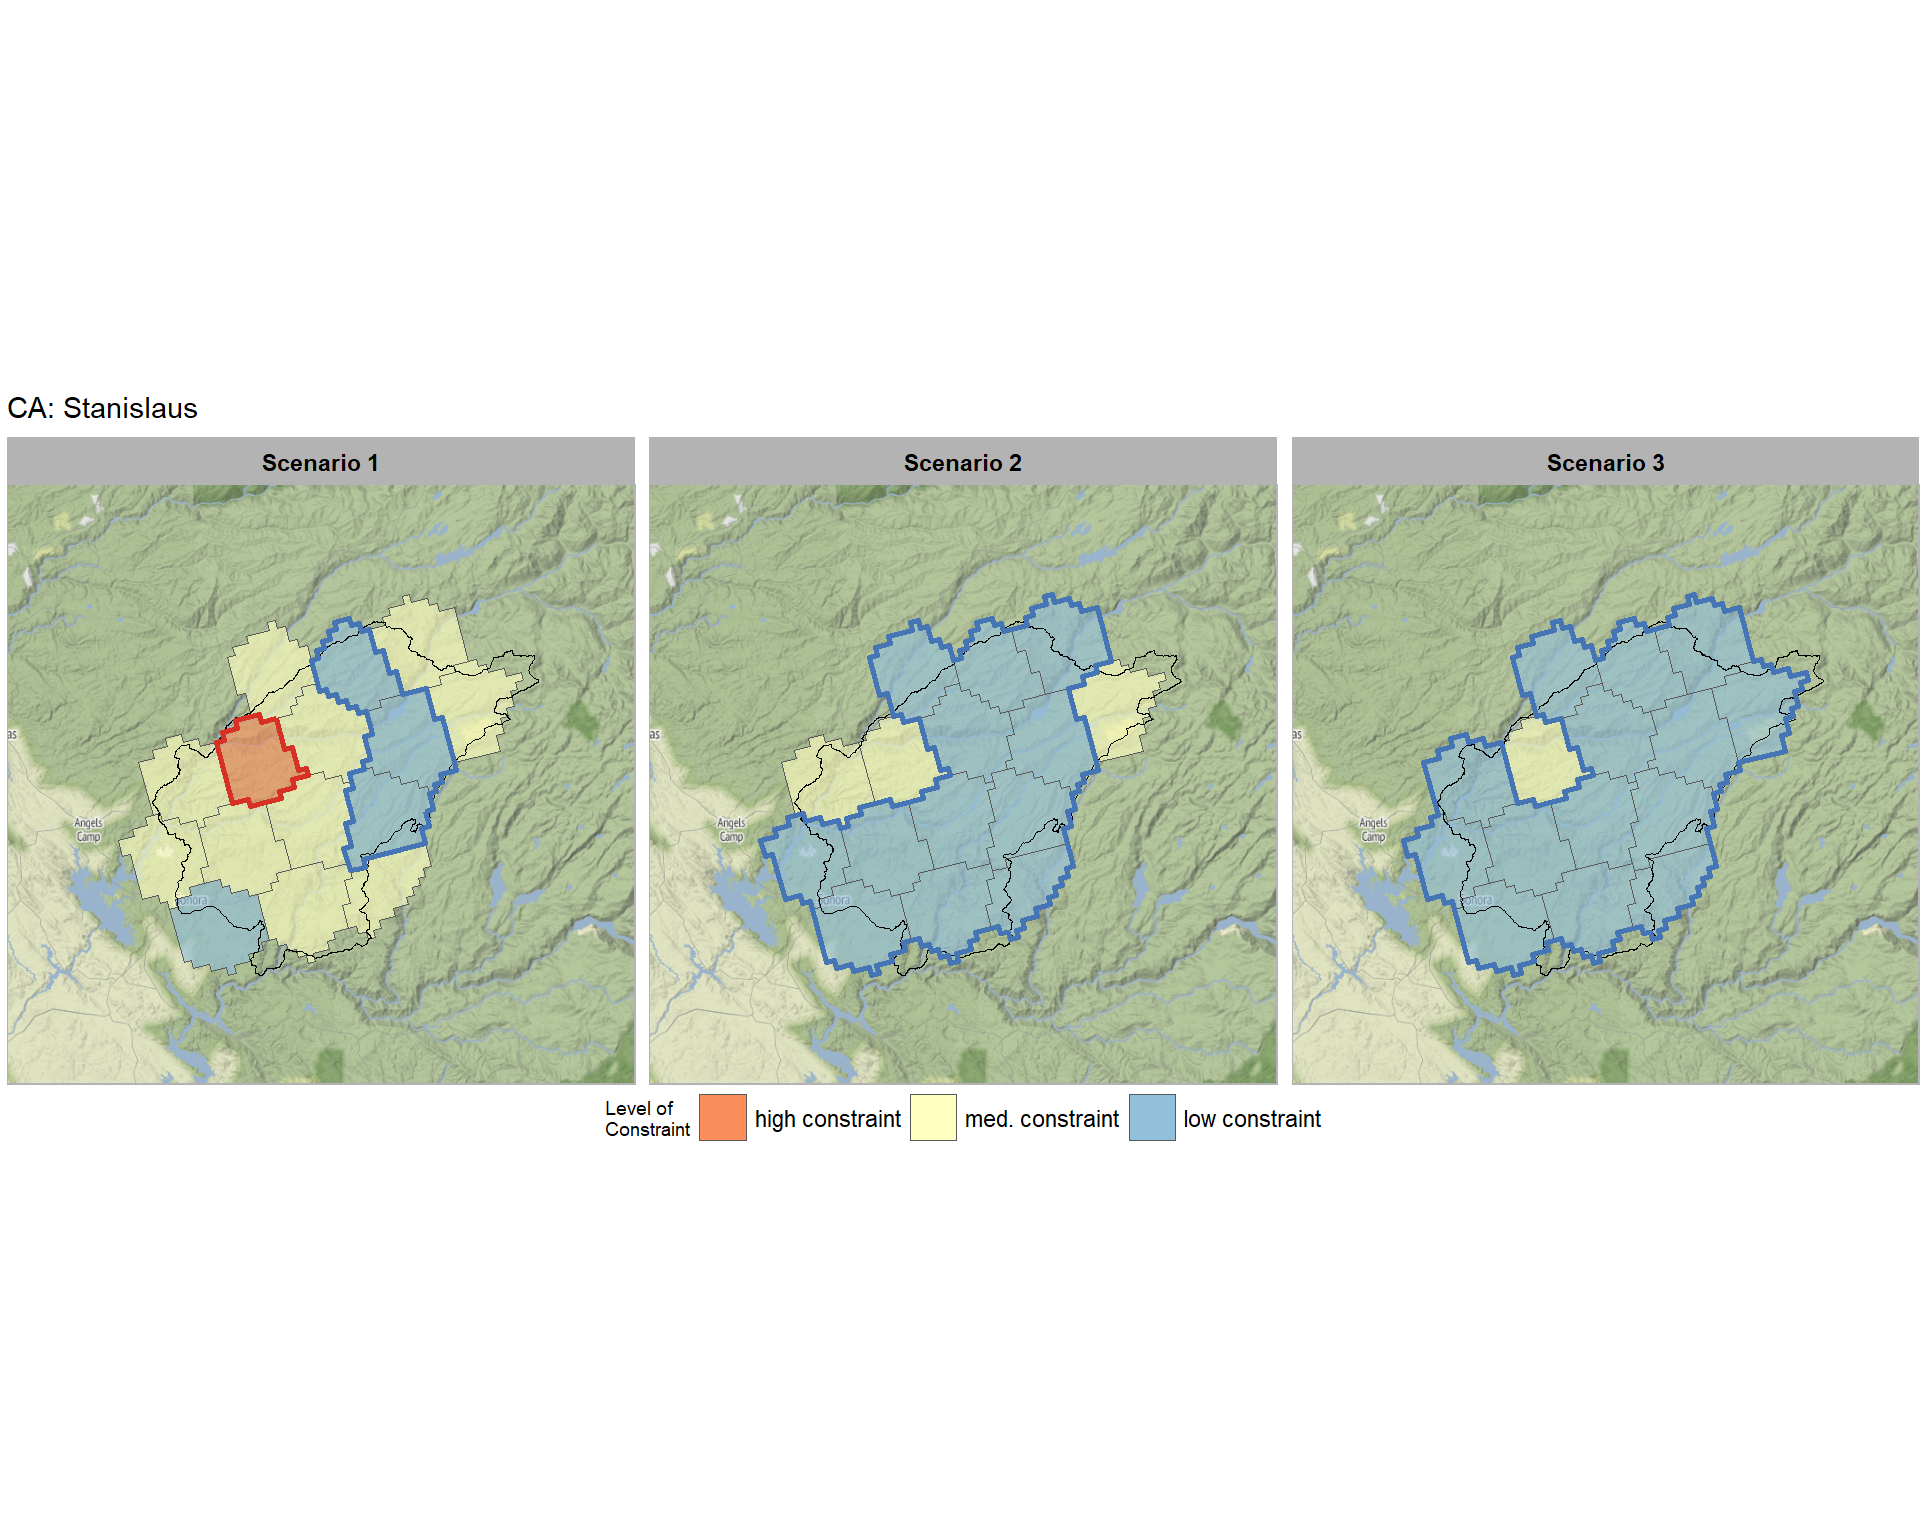 CA: Stanislaus
Scenario 1
Scenario 2
Scenario 3
as
Angels
Camp
onora
as
Angels
Camp
onora
as
Angels
Camp
onora
Level of
Constraint
high constraint
med. constraint
low constraint